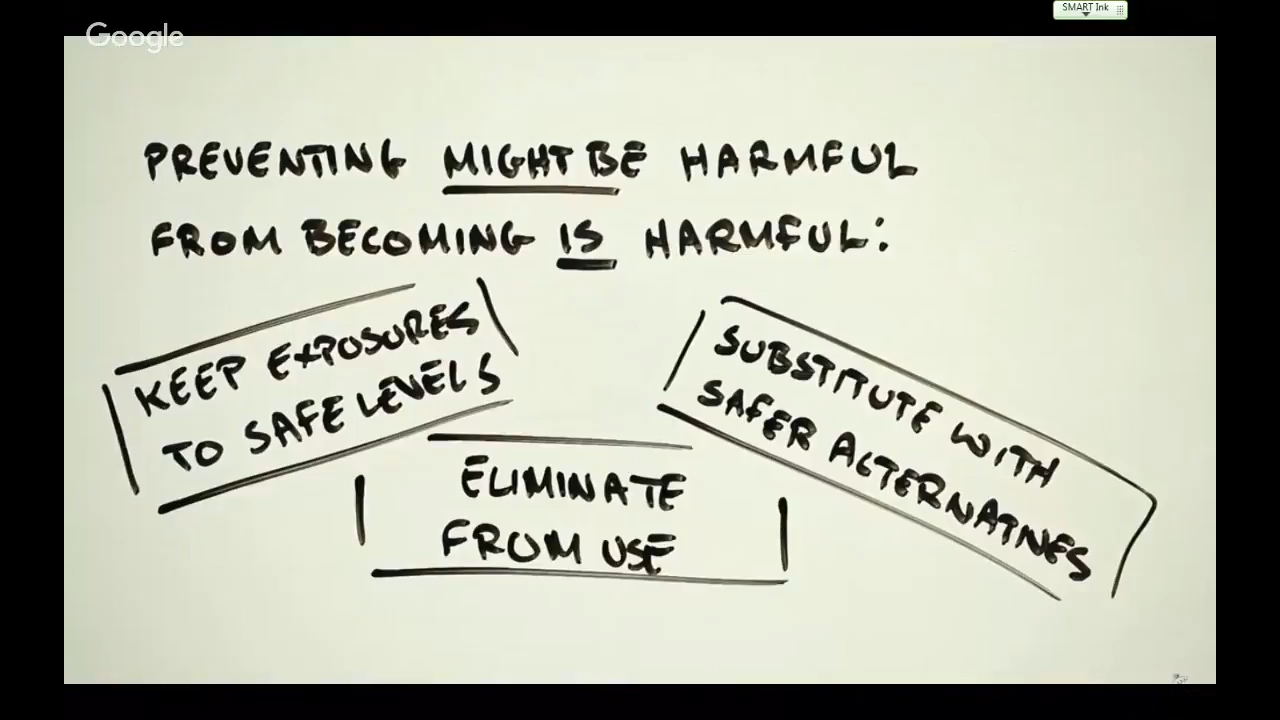 SMART Ink
Google
PREVENTING MIGHT BE HARMFUL
FROM BECOMING IS HARMFUL:
KEEP EXPOSURES
TO SAFE LEVELS
SUBSTITUTE WITH
SAFER ALTERNATIVES
ELIMINATE
FROM USE